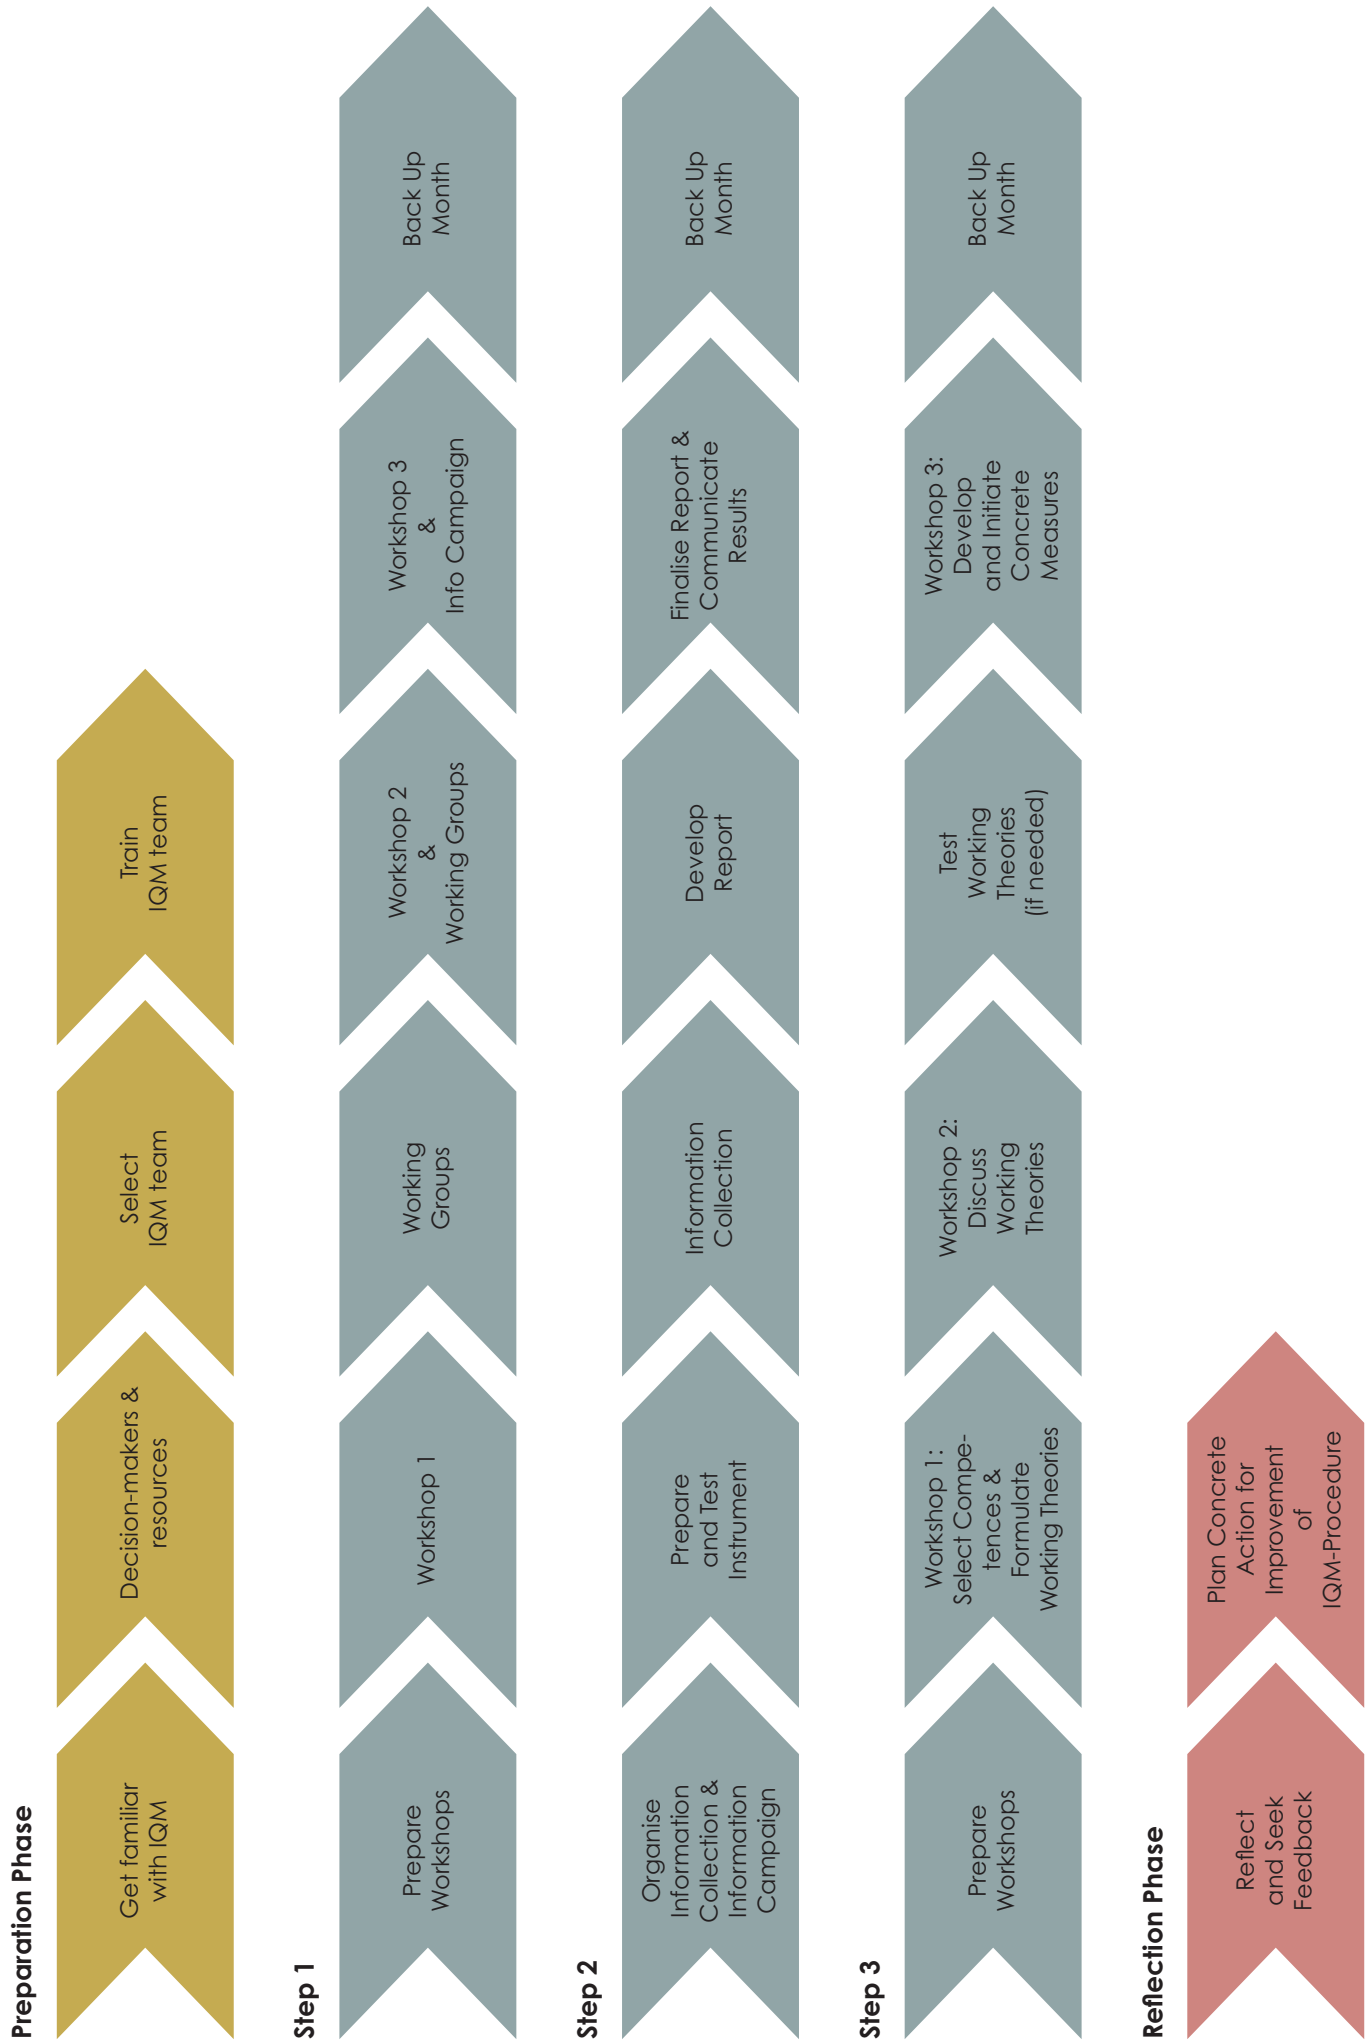 Preparation Phase
Get familiar
with IQM
Decision-makers &
resources
Select
IQM team
Train
IQM team
Step 1
Prepare
Workshops
Workshop 1
Working
Groups
Workshop 2
&
Working Groups
Workshop 3
&
Info Campaign
Back Up
Month
Step 2
Organise
Information
Collection &
Information
Campaign
Prepare
and Test
Instrument
Information
Collection
Develop
Report
Finalise Report &
Communicate
Results
Back Up
Month
Step 3
Prepare
Workshops
Workshop 1:
Select Compe-
tences &
Formulate
Working Theories
Workshop 2:
Discuss
Working
Theories
Test
Working
Theories
(if needed)
Workshop 3:
Develop
and Initiate
Concrete
Measures
Back Up
Month
Reflection Phase
Reflect
and Seek
Feedback
Plan Concrete
Action for
Improvement
of
IQM-Procedure